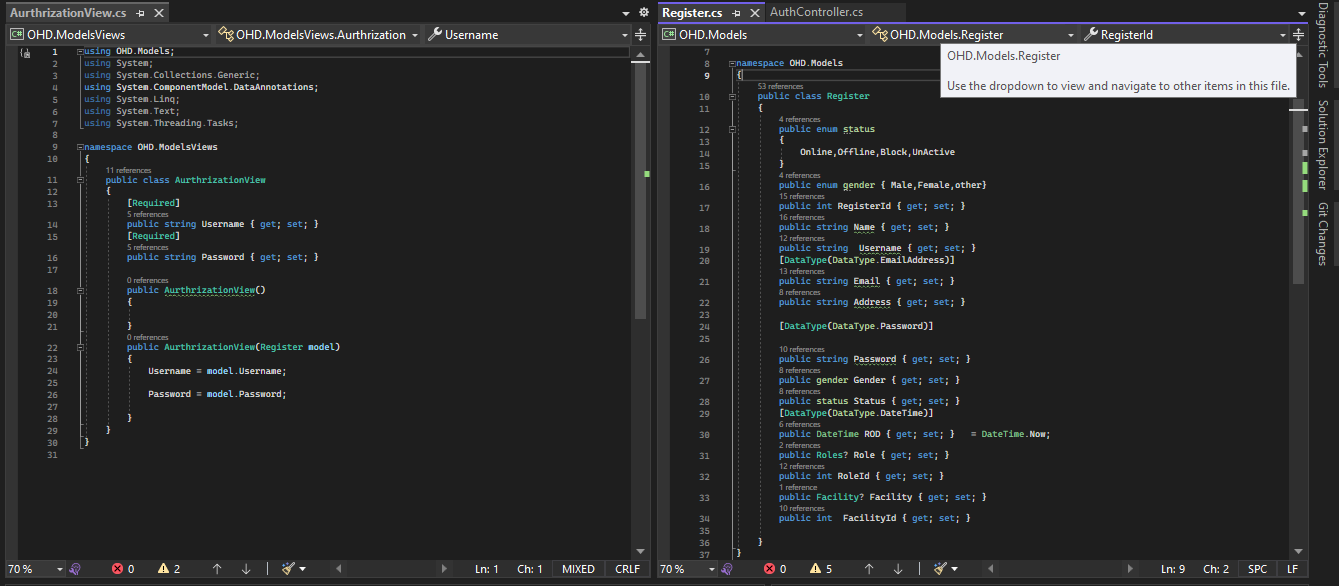 AurthrizationView.cs
OHD.ModelsViews
OHD.ModelsViews.Aurthrization
Username
1 using OHD.Models;
2 using System;
3 using System.Collections.Generic;
4 using System.ComponentModel.DataAnnotations;
5 using System.Linq;
6 using System.Text;
7 using System.Threading.Tasks;
8
9 namespace OHD.ModelsViews
10 {
11 references
11 public class AurthrizationView
12 {
13 [Required]
5 references
14 public string Username { get; set; }
15 [Required]
5 references
16 public string Password { get; set; }
17
0 references
18 public AurthrizationView()
19 {
20
21 }
0 references
22 public AurthrizationView(Register model)
23 {
24 Username = model.Username;
25
26 Password = model.Password;
27
28 }
29 }
30 }
31
70 %
0
2
Ln: 1
Ch: 1
MIXED
CRLF
Register.cs
AuthController.cs
OHD.Models
OHD.Models.Register
RegisterId
OHD.Models.Register
Use the dropdown to view and navigate to other items in this file.
7
8 namespace OHD.Models
9 {
53 references
10 public class Register
11 {
4 references
12 public enum status
13 {
14 Online,Offline,Block,UnActive
15 }
4 references
16 public enum gender { Male,Female,other}
15 references
17 public int RegisterId { get; set; }
16 references
18 public string Name { get; set; }
12 references
19 public string Username { get; set; }
20 [DataType(DataType.EmailAddress)]
13 references
21 public string Email { get; set; }
8 references
22 public string Address { get; set; }
23
24 [DataType(DataType.Password)]
25
10 references
26 public string Password { get; set; }
8 references
27 public gender Gender { get; set; }
8 references
28 public status Status { get; set; }
29 [DataType(DataType.DateTime)]
6 references
30 public DateTime ROD { get; set; } = DateTime.Now;
2 references
31 public Roles? Role { get; set; }
12 references
32 public int RoleId { get; set; }
1 reference
33 public Facility? Facility { get; set; }
10 references
34 public int FacilityId { get; set; }
35
36 }
37 }
70 %
0
5
Ln: 9
Ch: 2
SPC
LF
Diagnostic Tools
Solution Explorer
Git Changes